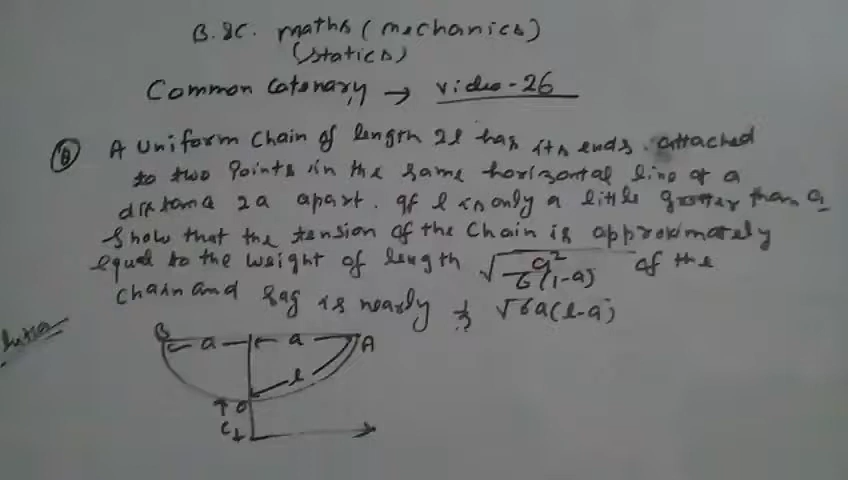 B.SC. maths (mechanics)
(statics)
Common Catenary → video-26
Q A Uniform Chain of length 2l has its ends attached
to two Points in the same horizontal line at a
distance 2a apart. If l is only a little greater than a
Show that the tension of the Chain is approximately
equal to the weight of length √a²/6(l-a) of the
Chain and sag is nearly ½ √6a(l-a)
B a a A
l
C